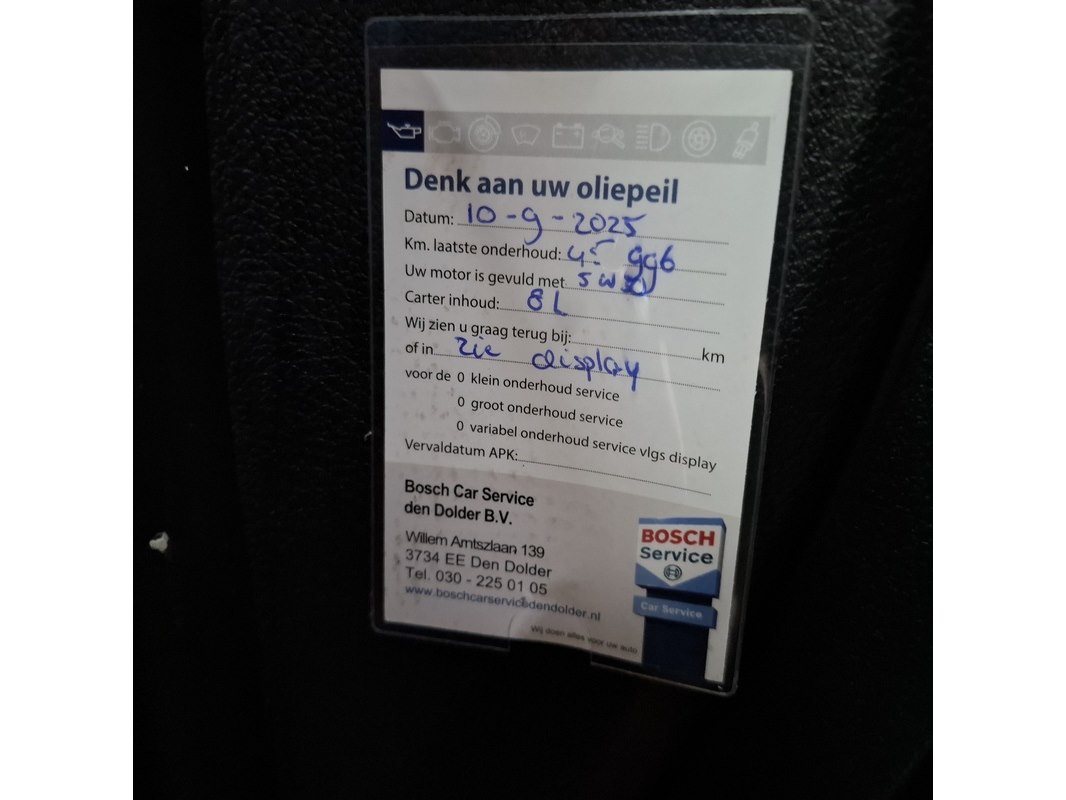 Denk aan uw oliepeil
Datum: 10-9-2025
Km. laatste onderhoud: 996
Uw motor is gevuld met 5W
Carter inhoud: 8L
Wij zien u graag terug bij: km
of in zie display
voor de 0 klein onderhoud service
0 groot onderhoud service
0 variabel onderhoud service vlgs display
Vervaldatum APK:
Bosch Car Service
den Dolder B.V.
Willem Arntszlaan 139
3734 EE Den Dolder
Tel. 030 - 225 01 05
www.boschcarservicedendolder.nl
Wij doen alles voor uw auto
BOSCH
Service
Car Service